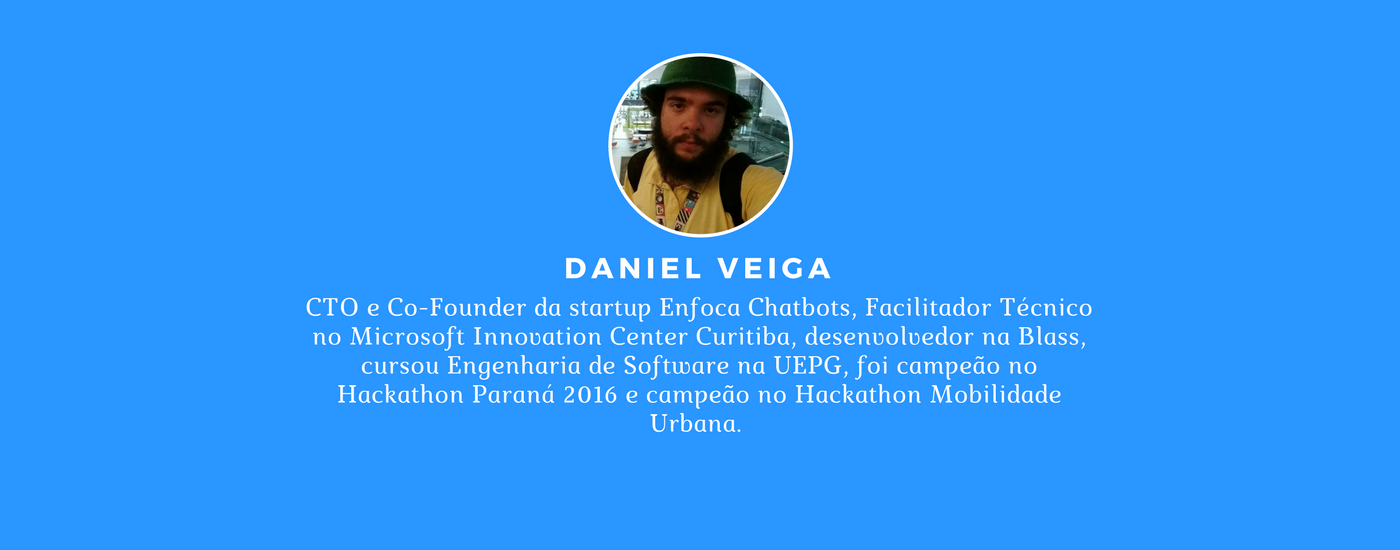 DANIEL VEIGA
CTO e Co-Founder da startup Enfoca Chatbots, Facilitador Técnico
no Microsoft Innovation Center Curitiba, desenvolvedor na Blass,
cursou Engenharia de Software na UEPG, foi campeão no
Hackathon Paraná 2016 e campeão no Hackathon Mobilidade
Urbana.